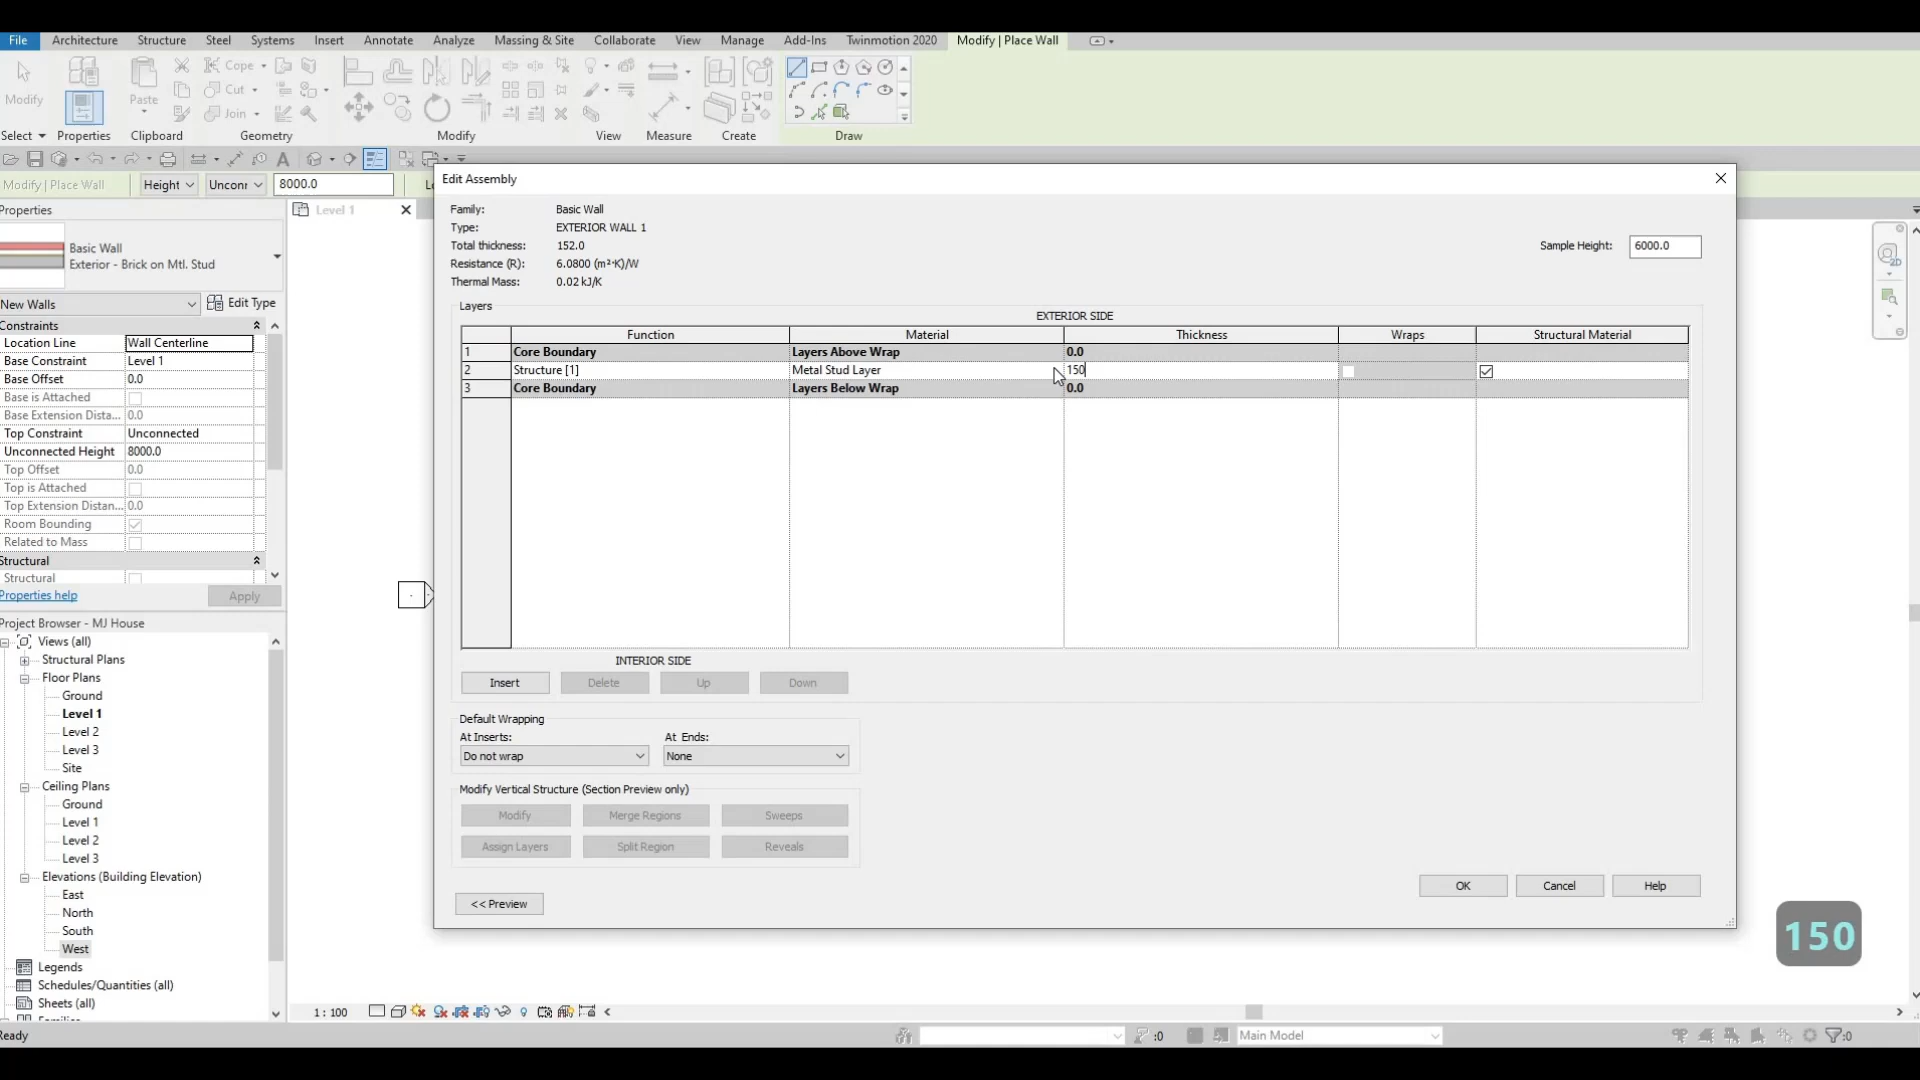 File Architecture Structure Steel Systems Insert Annotate Analyze Massing & Site Collaborate View Manage Add-Ins Twinmotion 2020 Modify | Place Wall
Modify
Paste
Cope
Cut
Join
Select Properties Clipboard Geometry Modify View Measure Create Draw
Modify | Place Wall Height Unconr 8000.0
Properties
Level 1
Basic Wall
Exterior - Brick on Mtl. Stud
New Walls Edit Type
Constraints
Location Line Wall Centerline
Base Constraint Level 1
Base Offset 0.0
Base is Attached
Base Extension Dista... 0.0
Top Constraint Unconnected
Unconnected Height 8000.0
Top Offset 0.0
Top is Attached
Top Extension Distan... 0.0
Room Bounding
Related to Mass
Structural
Structural
Properties help Apply
Project Browser - MJ House
Views (all)
Structural Plans
Floor Plans
Ground
Level 1
Level 2
Level 3
Site
Ceiling Plans
Ground
Level 1
Level 2
Level 3
Elevations (Building Elevation)
East
North
South
West
Legends
Schedules/Quantities (all)
Sheets (all)
Edit Assembly
Family: Basic Wall
Type: EXTERIOR WALL 1
Total thickness: 152.0
Resistance (R): 6.0800 (m²·K)/W
Thermal Mass: 0.02 kJ/K
Sample Height: 6000.0
Layers
EXTERIOR SIDE
Function Material Thickness Wraps Structural Material
1 Core Boundary Layers Above Wrap 0.0
2 Structure [1] Metal Stud Layer 150
3 Core Boundary Layers Below Wrap 0.0
INTERIOR SIDE
Insert Delete Up Down
Default Wrapping
At Inserts: At Ends:
Do not wrap None
Modify Vertical Structure (Section Preview only)
Modify Merge Regions Sweeps
Assign Layers Split Region Reveals
OK Cancel Help
<< Preview
150
1 : 100
Ready
:0 Main Model :0